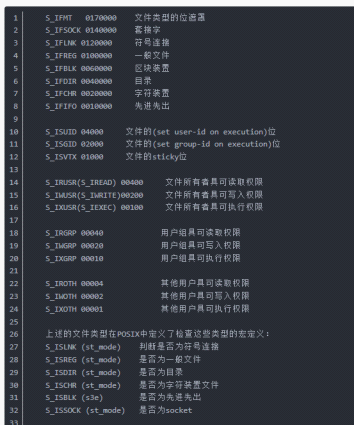 1 S_IFMT 0170000 文件类型的位遮罩
2 S_IFSOCK 0140000 套接字
3 S_IFLNK 0120000 符号连接
4 S_IFREG 0100000 一般文件
5 S_IFBLK 0060000 区块装置
6 S_IFDIR 0040000 目录
7 S_IFCHR 0020000 字符装置
8 S_IFIFO 0010000 先进先出
9
10 S_ISUID 04000 文件的(set user-id on execution)位
11 S_ISGID 02000 文件的(set group-id on execution)位
12 S_ISVTX 01000 文件的sticky位
13
14 S_IRUSR(S_IREAD) 00400 文件所有者具可读取权限
15 S_IWUSR(S_IWRITE)00200 文件所有者具可写入权限
16 S_IXUSR(S_IEXEC) 00100 文件所有者具可执行权限
17
18 S_IRGRP 00040 用户组具可读取权限
19 S_IWGRP 00020 用户组具可写入权限
20 S_IXGRP 00010 用户组具可执行权限
21
22 S_IROTH 00004 其他用户具可读取权限
23 S_IWOTH 00002 其他用户具可写入权限
24 S_IXOTH 00001 其他用户具可执行权限
25
26 上述的文件类型在POSIX中定义了检查这些类型的宏定义：
27 S_ISLNK (st_mode) 判断是否为符号连接
28 S_ISREG (st_mode) 是否为一般文件
29 S_ISDIR (st_mode) 是否为目录
30 S_ISCHR (st_mode) 是否为字符装置文件
31 S_ISBLK (s3e) 是否为先进先出
32 S_ISSOCK (st_mode) 是否为socket
33